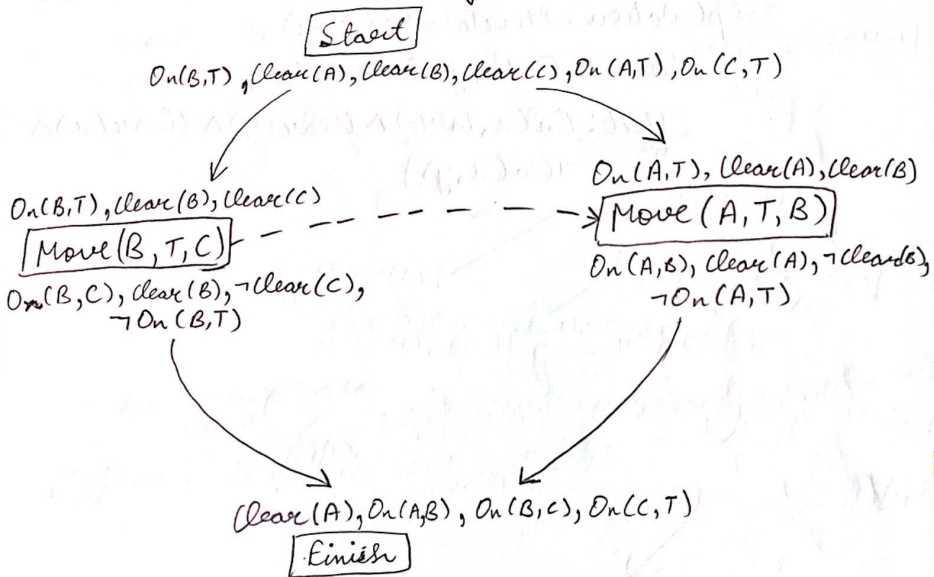 Start
On(B,T), Clear(A), Clear(B), Clear(C), On(A,T), On(C,T)
On(B,T), Clear(B), Clear(C)
Move(B,T,C)
On(B,C), Clear(B), ¬Clear(C),
¬On(B,T)
On(A,T), Clear(A), Clear(B)
Move(A,T,B)
On(A,B), Clear(A), ¬Clear(B),
¬On(A,T)
Clear(A), On(A,B), On(B,C), On(C,T)
Finish